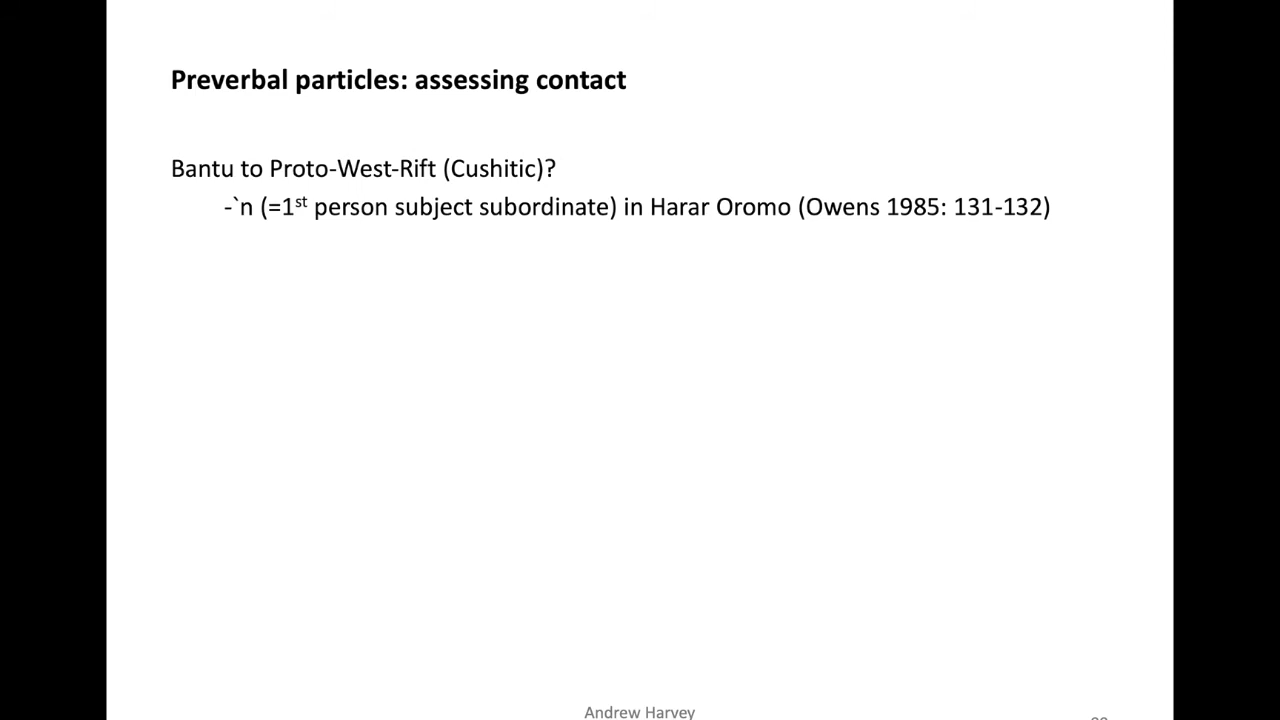 Preverbal particles: assessing contact
Bantu to Proto-West-Rift (Cushitic)?
-`n (=1st person subject subordinate) in Harar Oromo (Owens 1985: 131-132)
Andrew Harvey